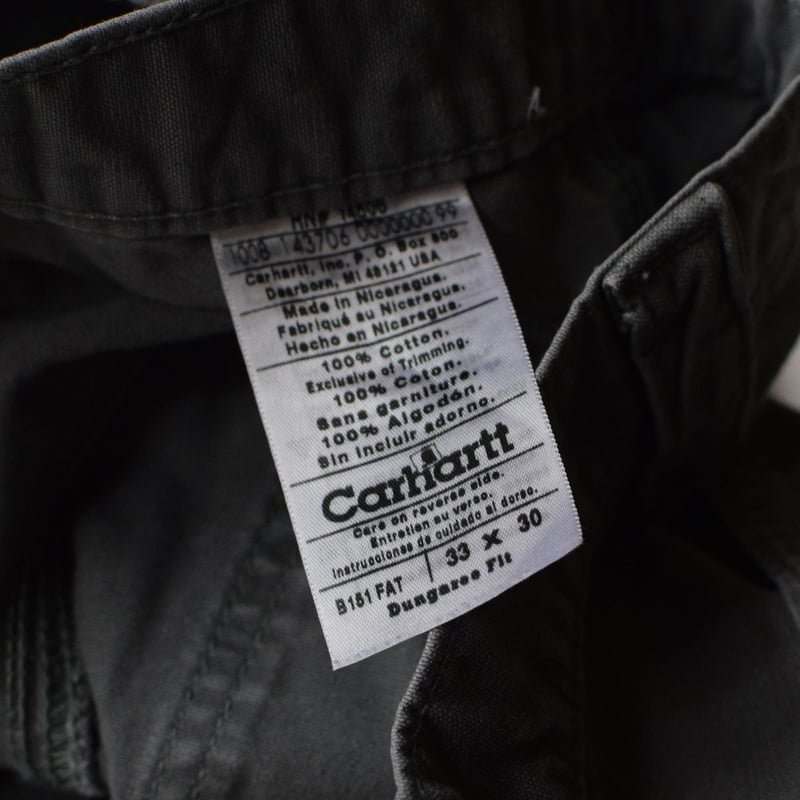 RN# 14806
1008 143706 0000000 99
Carhartt, Inc. P. O. Box 600
Dearborn, MI 48121 USA
Made in Nicaragua.
Fabriqué au Nicaragua.
Hecho en Nicaragua.
100% Cotton.
Exclusive of Trimming.
100% Coton.
Sans garniture.
100% Algodón.
Sin incluir adorno.
Carhartt
Care on reverse side.
Entretien au verso.
Instrucciones de cuidado al dorso.
B151 FAT 33 X 30
Dungaree Fit